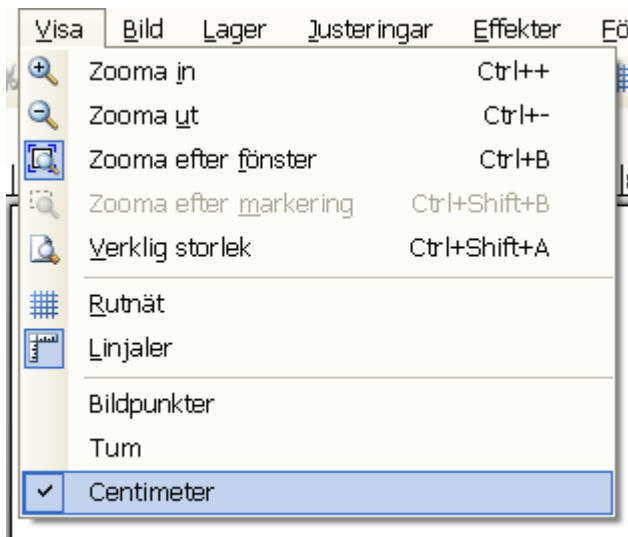 Visa Bild Lager Justeringar Effekter Fö
Zooma in Ctrl++
Zooma ut Ctrl+-
Zooma efter fönster Ctrl+B
Zooma efter markering Ctrl+Shift+B
Verklig storlek Ctrl+Shift+A
Rutnät
Linjaler
Bildpunkter
Tum
Centimeter